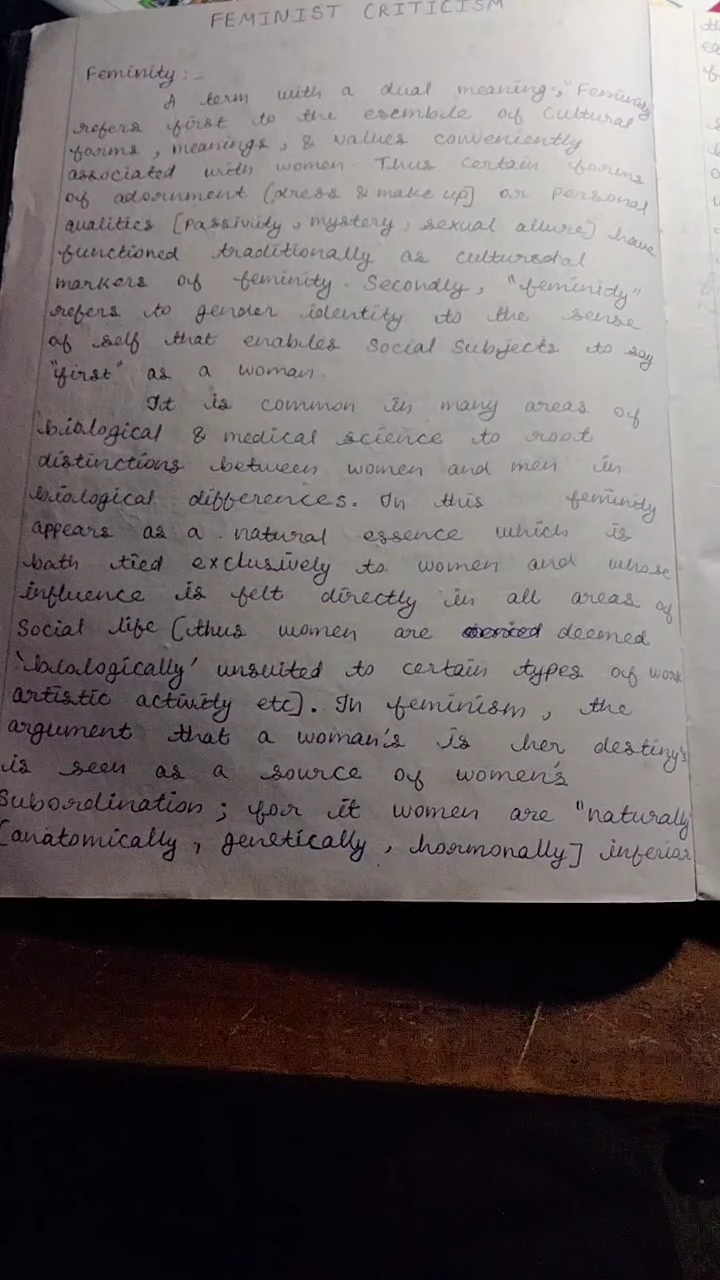 FEMINIST CRITICISM
Feminity :-
A term with a dual meaning, "Feminity
refers first to the esemble of Cultural
forms, meanings, & values conveniently
associated with women. Thus certain forms
of adornment [dress & make up] or personal
qualities [Passivity, mystery, sexual allure] have
functioned traditionally as cultured
markers of feminity. Secondly, "feminity"
refers to gender identity to the sense
of self that enables Social Subjects to say
"first" as a woman.
It is common in many areas of
biological & medical science to root
distinctions between women and men in
biological differences. In this feminity
appears as a natural essence which is
both tied exclusively to women and whose
influence is felt directly in all areas of
Social life (thus women are deemed
'biologically' unsuited to certain types of work
artistic activity etc]. In feminism, the
argument that a woman's is her destiny's
is seen as a source of women's
Subordination; for it women are "naturally
[anatomically, genetically, hormonally] inferior